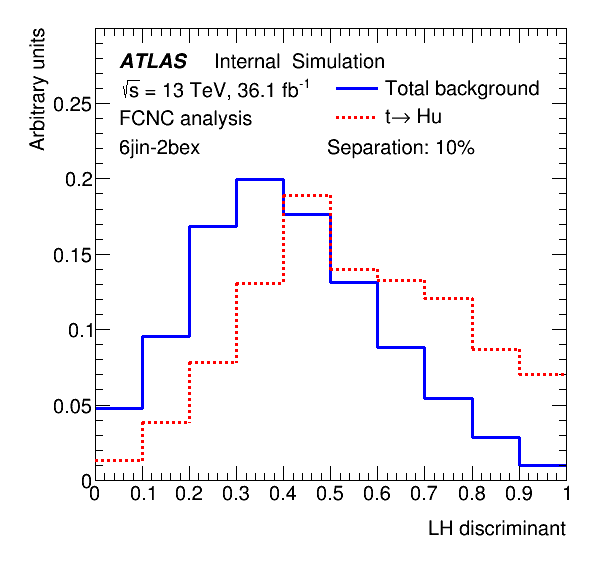 Arbitrary units
ATLAS Internal Simulation
√s = 13 TeV, 36.1 fb⁻¹
Total background
FCNC analysis
t→ Hu
6jin-2bex
Separation: 10%
0.25
0.2
0.15
0.1
0.05
0
0 0.1 0.2 0.3 0.4 0.5 0.6 0.7 0.8 0.9 1
LH discriminant